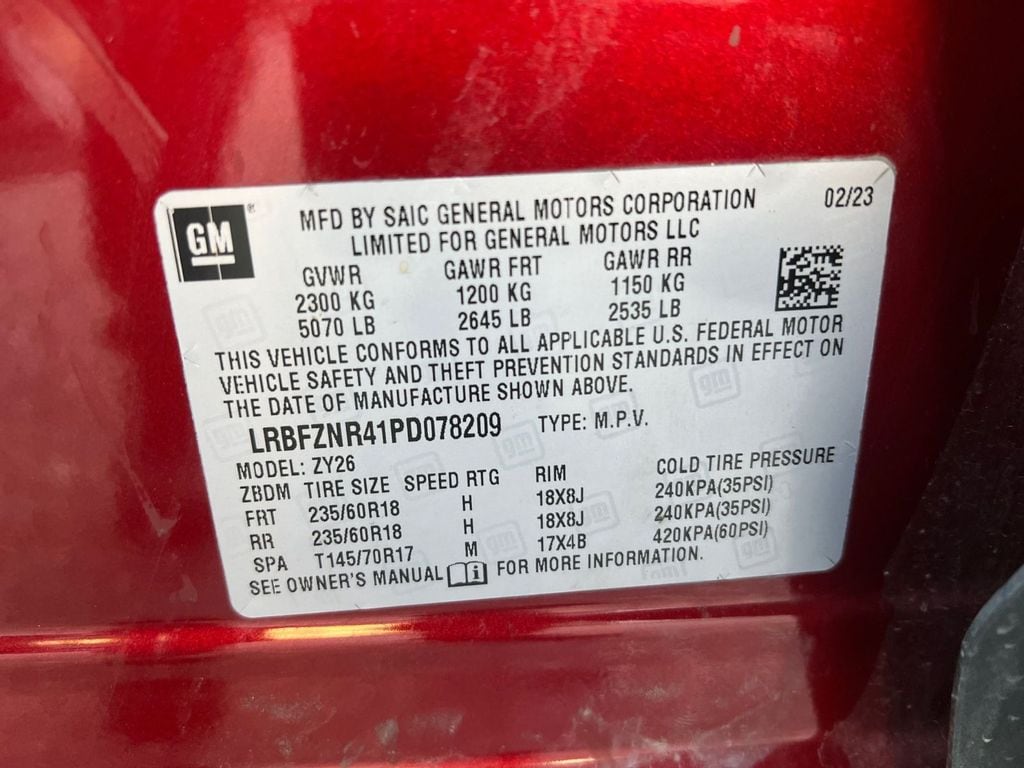 GM ®
MFD BY SAIC GENERAL MOTORS CORPORATION 02/23
LIMITED FOR GENERAL MOTORS LLC
GVWR GAWR FRT GAWR RR
2300 KG 1200 KG 1150 KG
5070 LB 2645 LB 2535 LB
THIS VEHICLE CONFORMS TO ALL APPLICABLE U.S. FEDERAL MOTOR
VEHICLE SAFETY AND THEFT PREVENTION STANDARDS IN EFFECT ON
THE DATE OF MANUFACTURE SHOWN ABOVE.
LRBFZNR41PD078209 TYPE: M.P.V.
MODEL: ZY26
ZBDM TIRE SIZE SPEED RTG RIM COLD TIRE PRESSURE
FRT 235/60R18 H 18X8J 240KPA(35PSI)
RR 235/60R18 H 18X8J 240KPA(35PSI)
SPA T145/70R17 M 17X4B 420KPA(60PSI)
SEE OWNER'S MANUAL i FOR MORE INFORMATION.